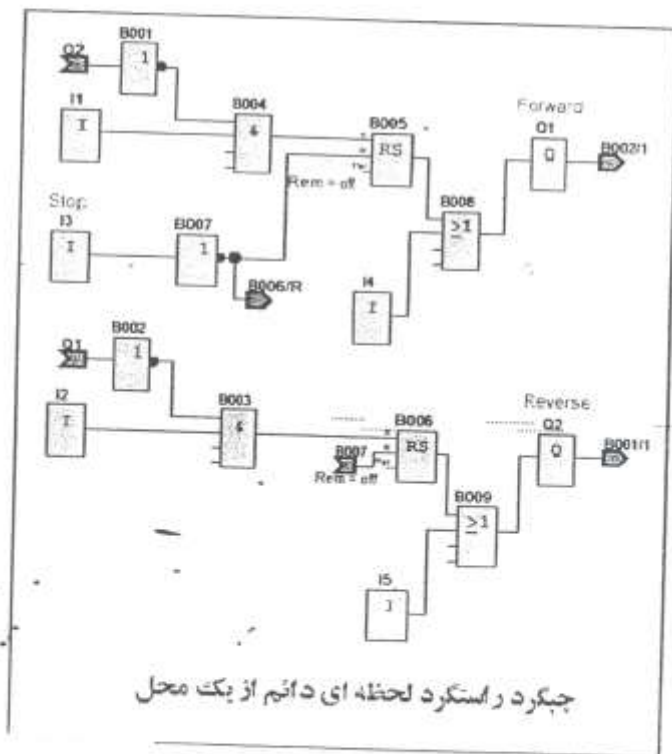 B001
Q2
1
I1
I
B004
&
B005
RS
Rem = off
Forward
Q1
Q
B002/1
Stop
I3
I
B007
1
B006/R
B008
≥1
I4
I
B002
Q1
1
I2
I
B003
&
B006
RS
B007
Rem = off
Reverse
Q2
Q
B001/1
B009
≥1
I5
I
چپگرد راستگرد لحظه ای دائم از یک محل